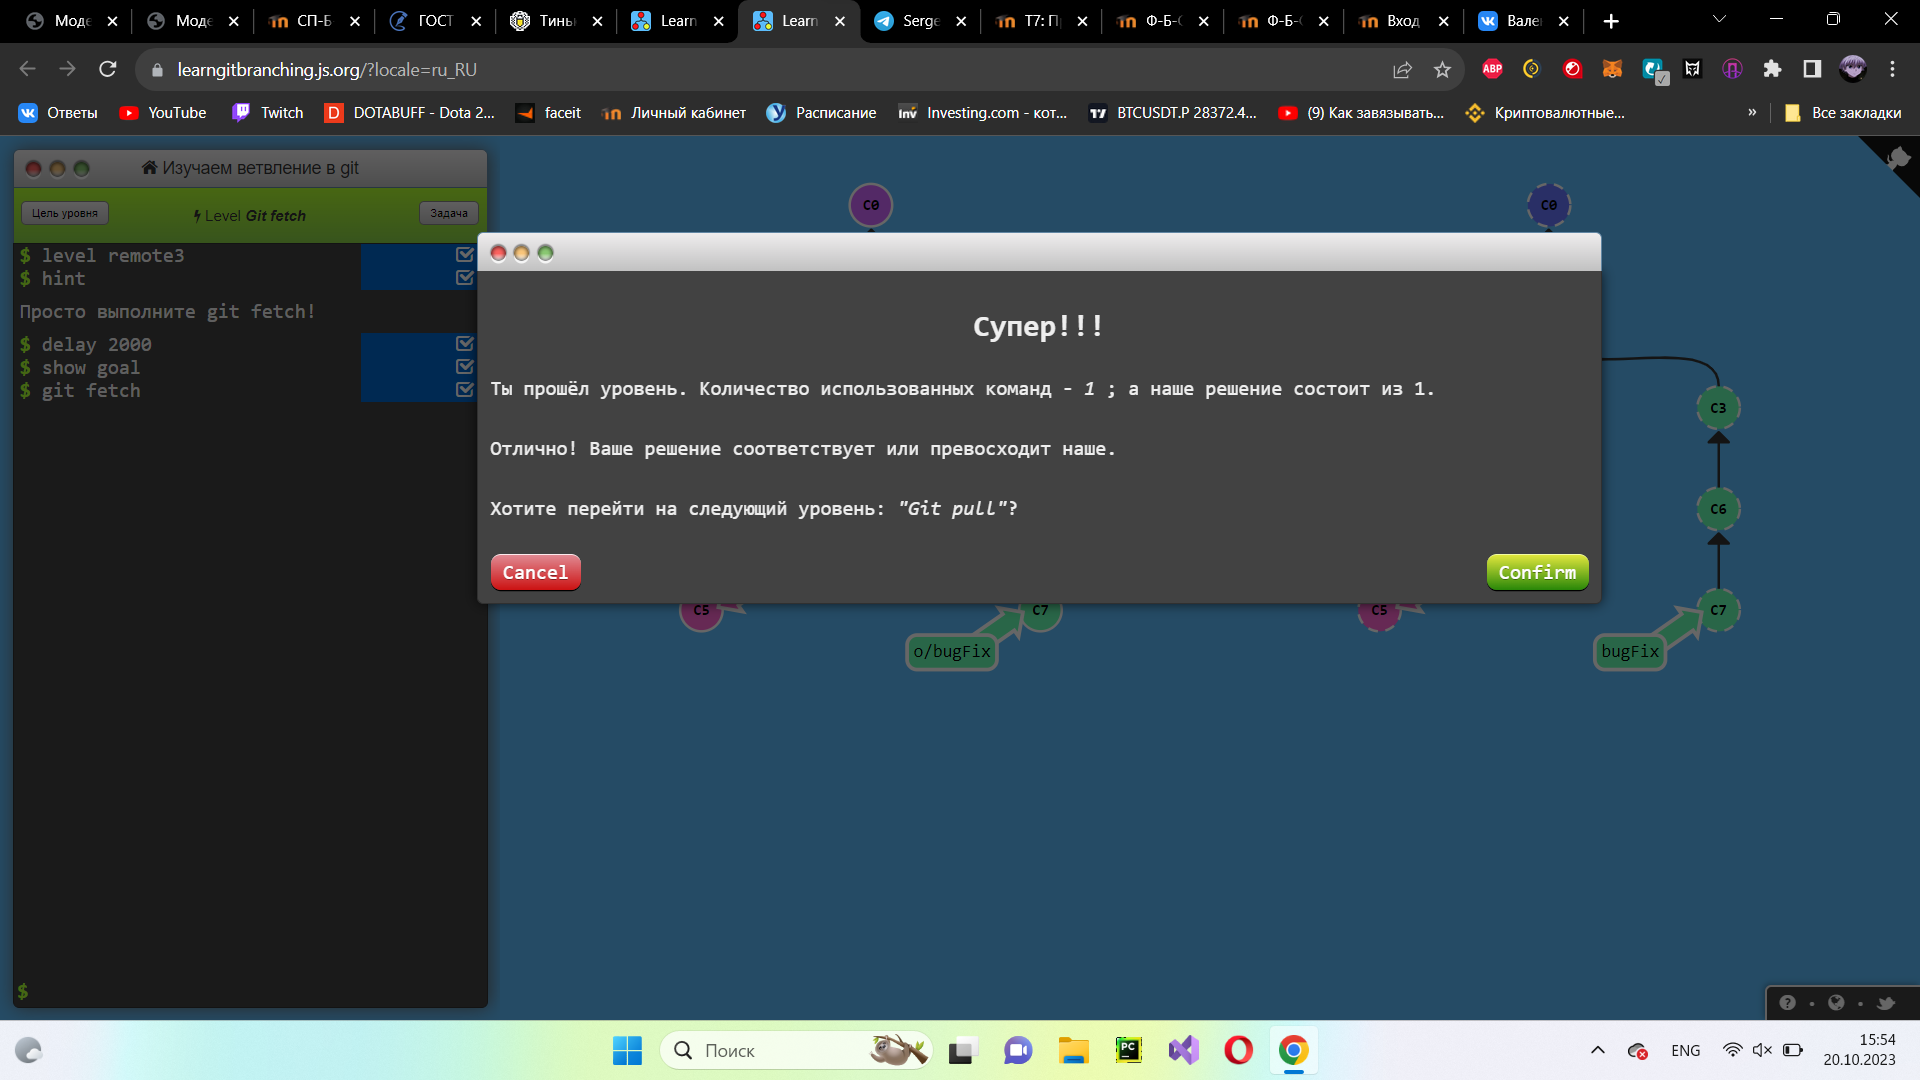 Моде
Моде
СП-Б
ГОСТ
Тинь
Learn
Learn
Serge
Т7: П
Ф-Б-
Ф-Б-
Вход
Вале
learngitbranching.js.org/?locale=ru_RU
ABP
Ответы
YouTube
Twitch
DOTABUFF - Dota 2...
faceit
Личный кабинет
Расписание
Investing.com - кот...
BTCUSDT.P 28372.4...
(9) Как завязывать...
Криптовалютные...
»
Все закладки
Изучаем ветвление в git
Цель уровня
Level Git fetch
Задача
$ level remote3
$ hint
Просто выполните git fetch!
$ delay 2000
$ show goal
$ git fetch
$
C0
C0
Супер!!!
Ты прошёл уровень. Количество использованных команд - 1 ; а наше решение состоит из 1.
Отлично! Ваше решение соответствует или превосходит наше.
Хотите перейти на следующий уровень: "Git pull"?
Cancel
Confirm
C3
C6
C5
C7
C5
C7
o/bugFix
bugFix
Поиск
PC
ENG
15:54
20.10.2023